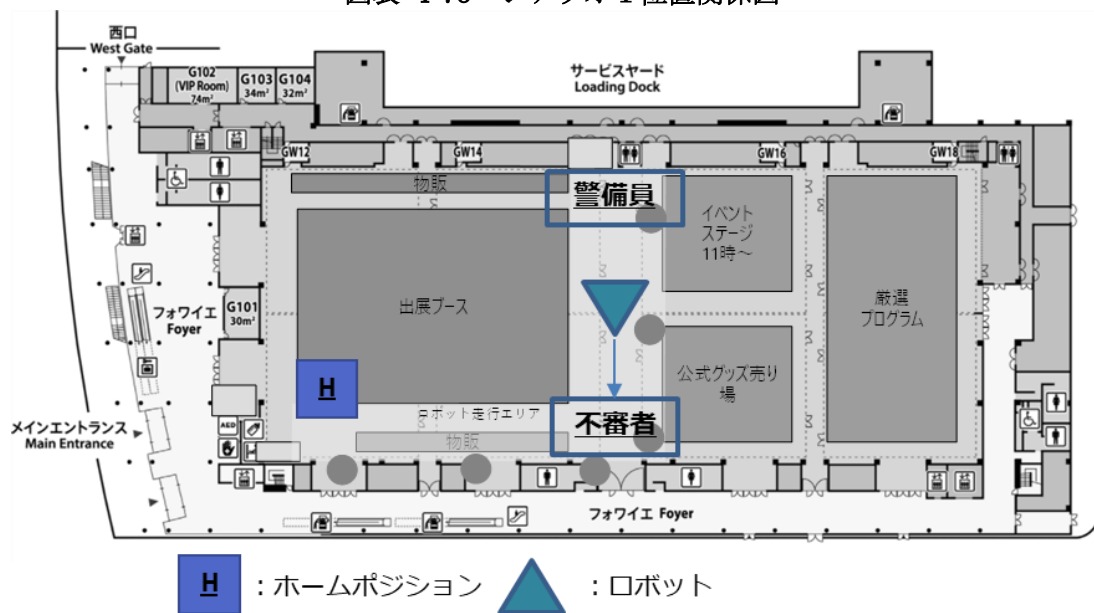 西口
West Gate
G102
(VIP Room)
74m²
G103
34m²
G104
32m²
サービスヤード
Loading Dock
GW12
GW14
GW16
GW18
物販
警備員
イベント
ステージ
11時～
出展ブース
厳選
プログラム
フォワイエ
Foyer
G101
30m²
H
公式グッズ売り
場
ロボット走行エリア
不審者
物販
メインエントランス
Main Entrance
AED
フォワイエ Foyer
H
：ホームポジション
：ロボット